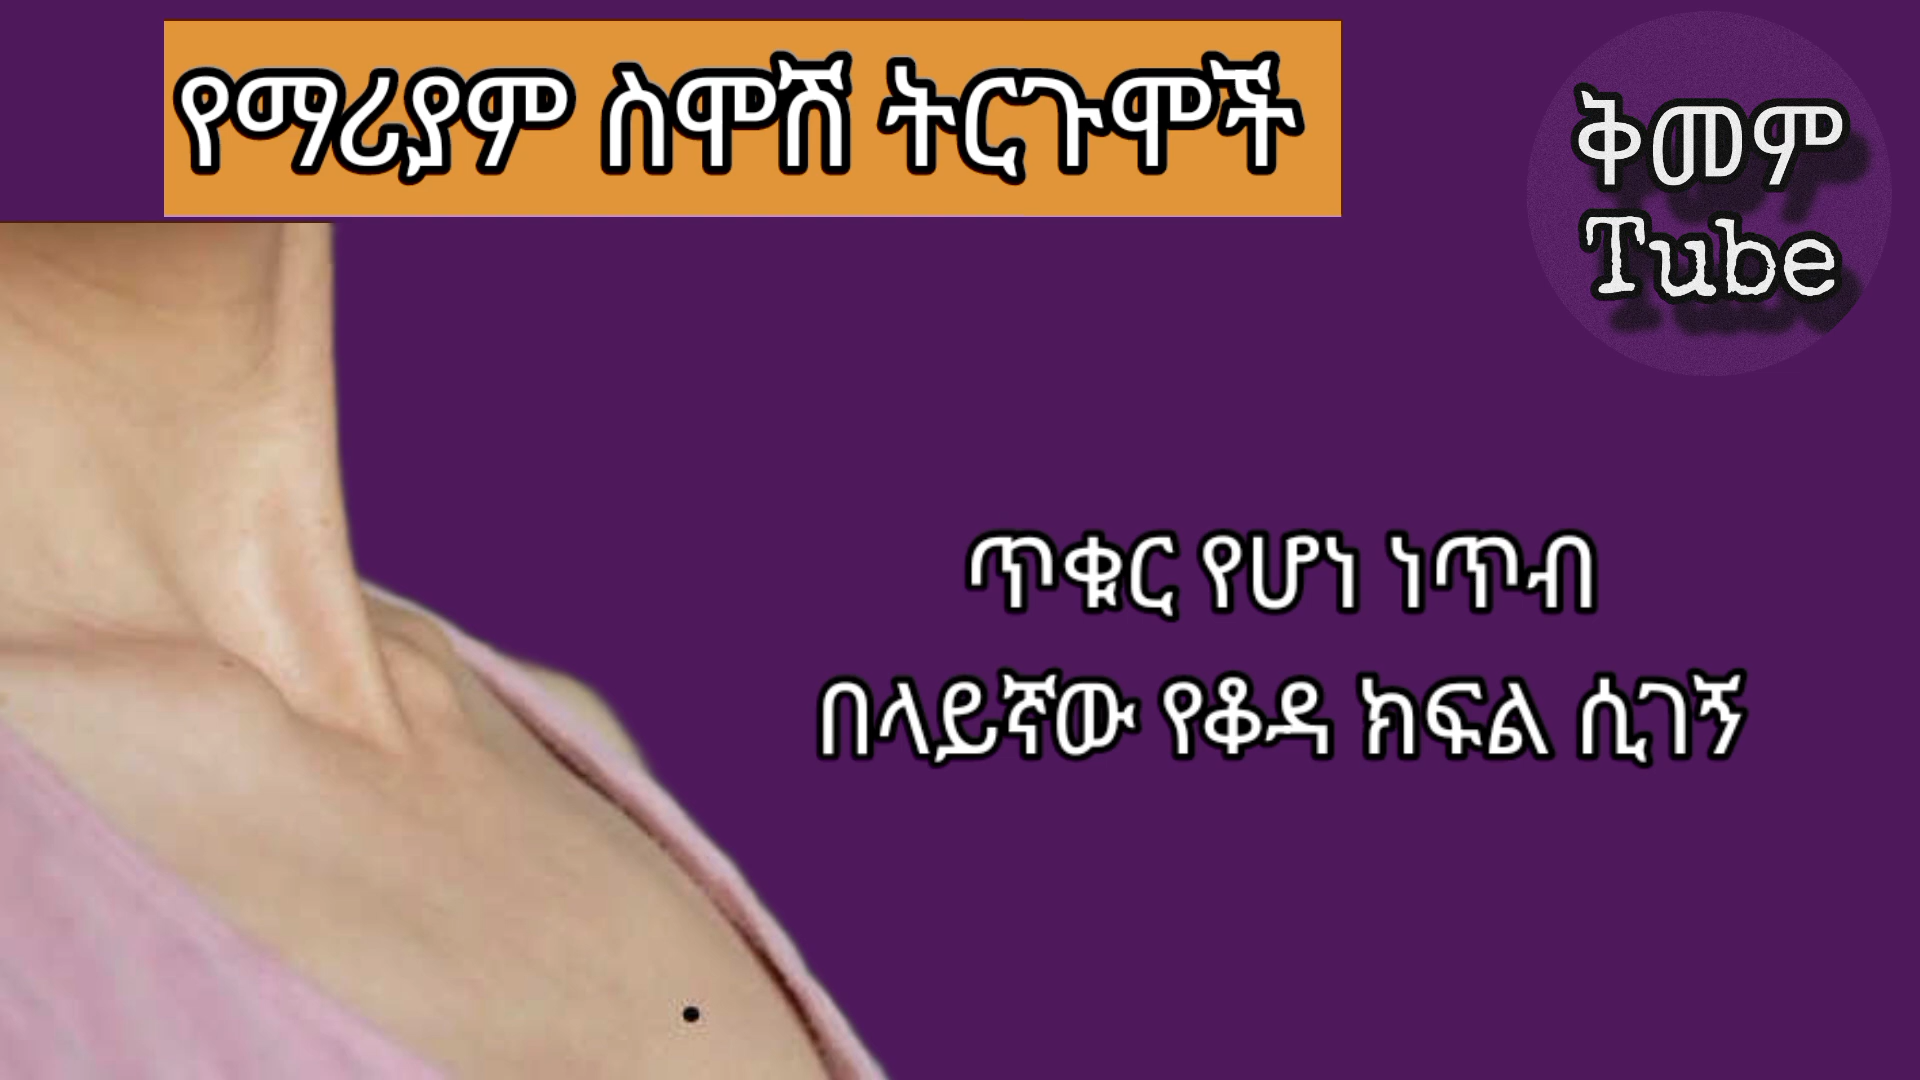 የማሪያም ስሞሽ ትርጉሞች
ቅመም
Tube
ጥቁር የሆነ ነጥብ
በላይኛው የቆዳ ክፍል ሲገኝ